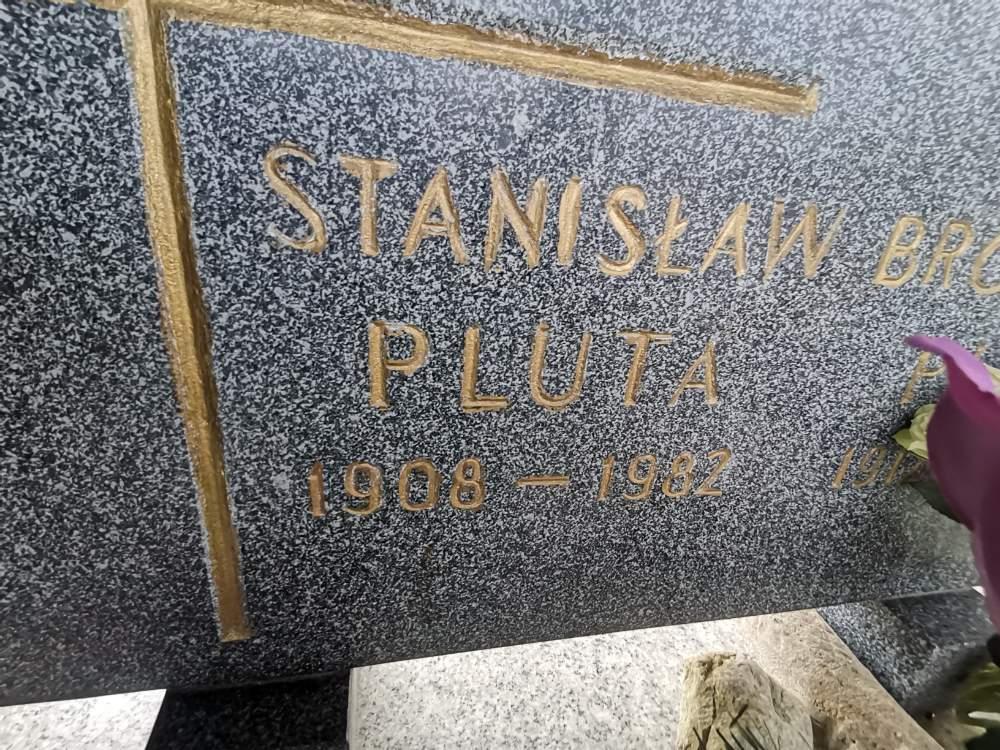 STANISŁAW
PLUTA
1908 – 1982